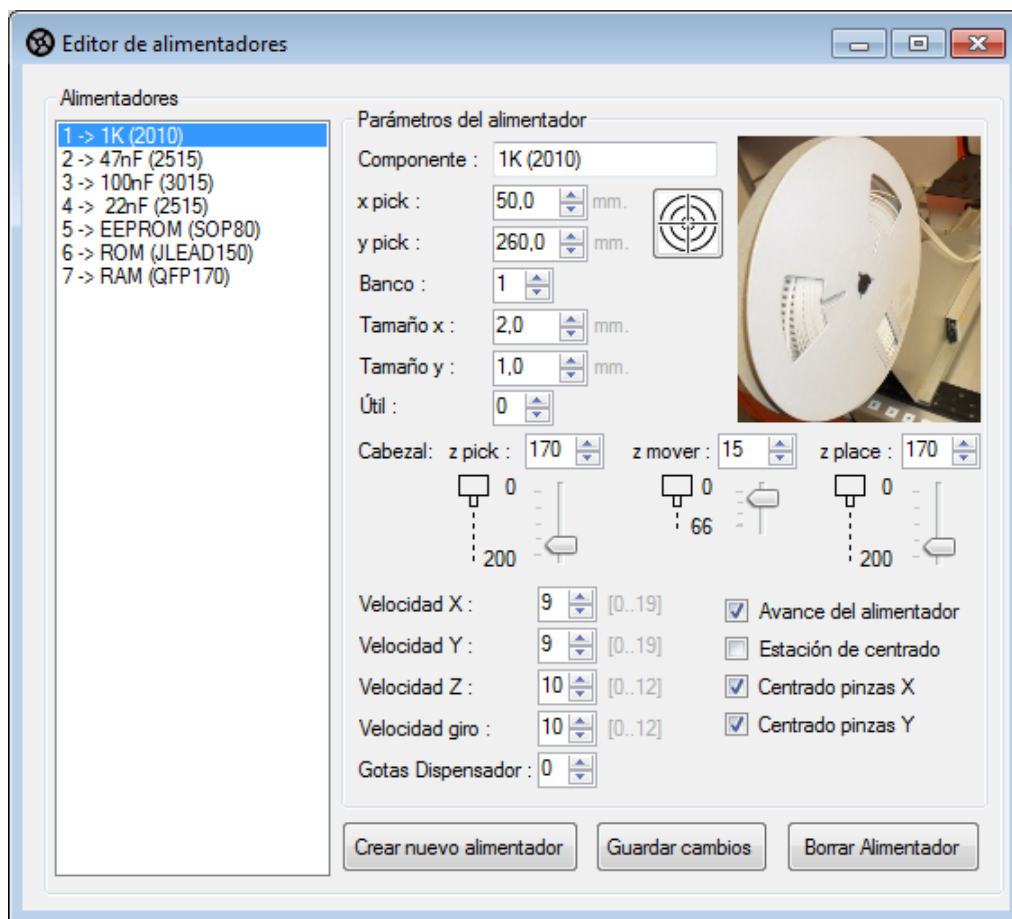 Editor de alimentadores
Alimentadores
1 -> 1K (2010)
2 -> 47nF (2515)
3 -> 100nF (3015)
4 ->  22nF (2515)
5 -> EEPROM (SOP80)
6 -> ROM (JLEAD150)
7 -> RAM (QFP170)
Parámetros del alimentador
Componente : 1K (2010)
x pick : 50,0 mm.
y pick : 260,0 mm.
Banco : 1
Tamaño x : 2,0 mm.
Tamaño y : 1,0 mm.
Útil : 0
Cabezal: z pick : 170 z mover : 15 z place : 170
0 0 0
200 66 200
Velocidad X : 9 [0..19]
Velocidad Y : 9 [0..19]
Velocidad Z : 10 [0..12]
Velocidad giro : 10 [0..12]
Gotas Dispensador : 0
Avance del alimentador
Estación de centrado
Centrado pinzas X
Centrado pinzas Y
Crear nuevo alimentador Guardar cambios Borrar Alimentador